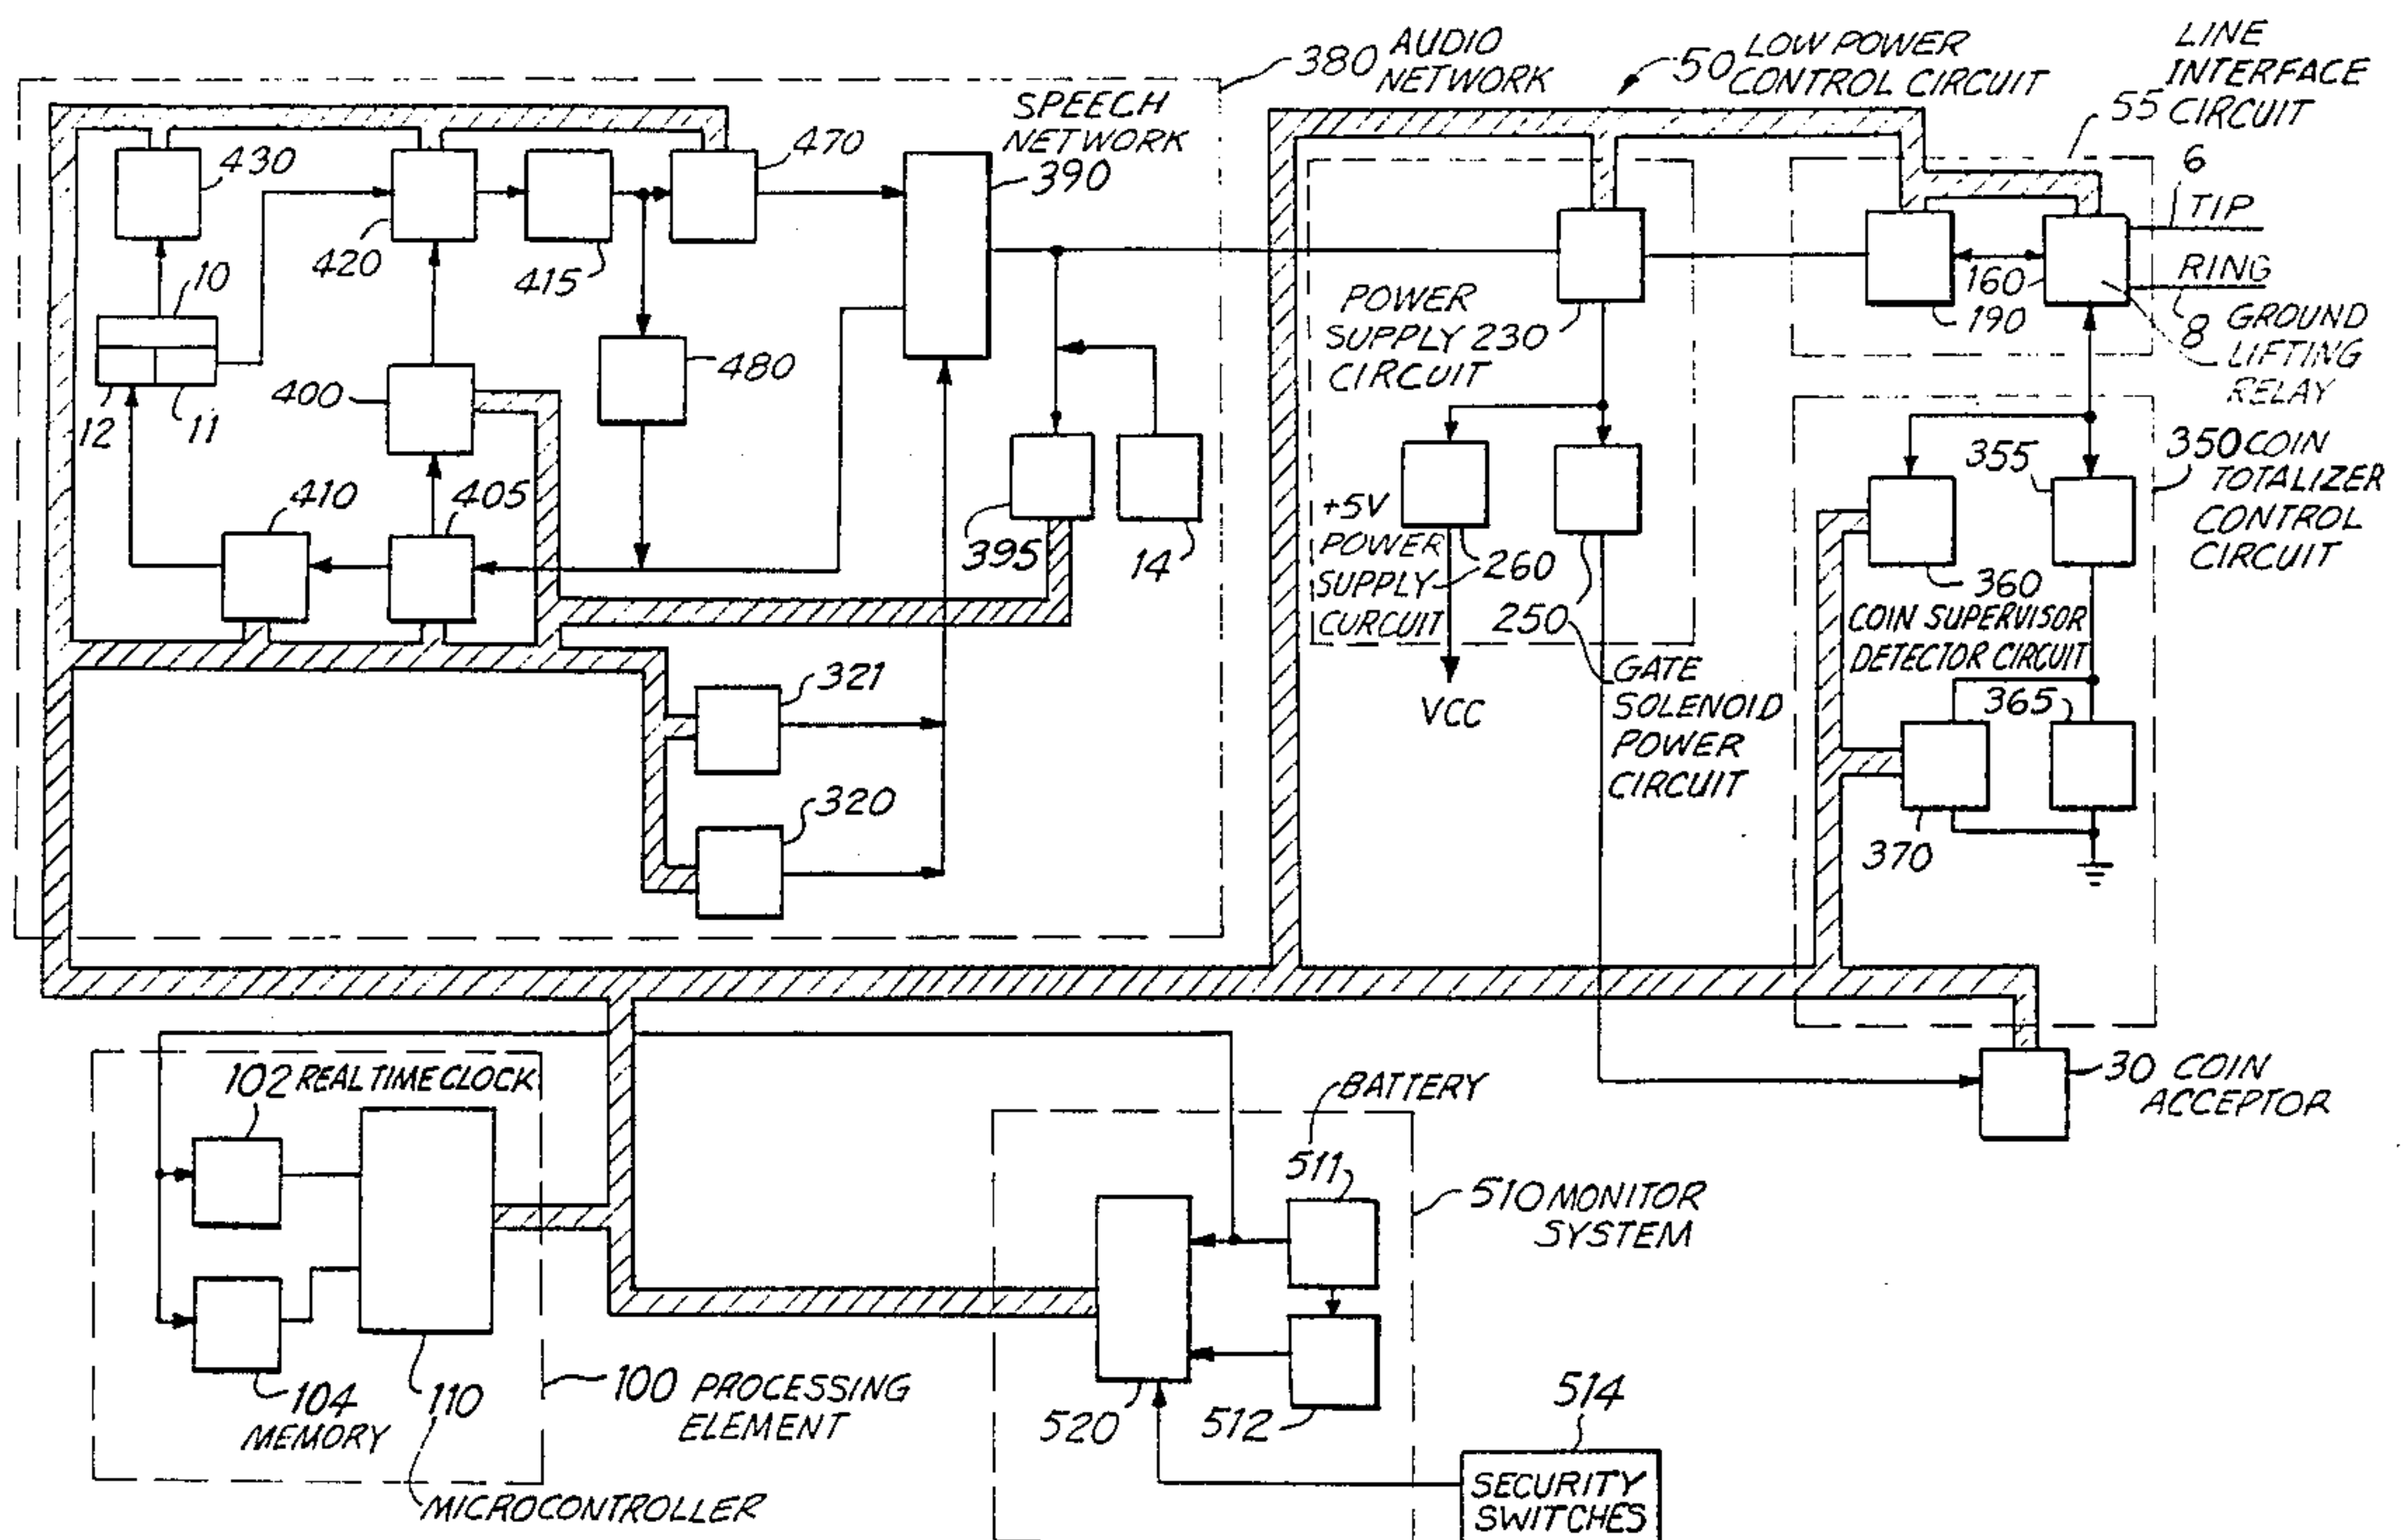 380 AUDIO
NETWORK
50 LOW POWER
CONTROL CIRCUIT
LINE
INTERFACE
55 CIRCUIT
SPEECH
NETWORK
390
430
420
415
470
6
TIP
RING
8 GROUND
LIFTING
RELAY
160
190
10
12
11
400
480
POWER
SUPPLY 230
CIRCUIT
410
405
395
14
+5V
POWER
SUPPLY
CURCUIT
260
250
VCC
GATE
SOLENOID
POWER
CIRCUIT
355
350 COIN
TOTALIZER
CONTROL
CIRCUIT
360
COIN SUPERVISOR
DETECTOR CIRCUIT
365
370
321
320
102 REAL TIME CLOCK
104
MEMORY
110
MICROCONTROLLER
100 PROCESSING
ELEMENT
BATTERY
511
510 MONITOR
SYSTEM
520
512
514
SECURITY
SWITCHES
30 COIN
ACCEPTOR